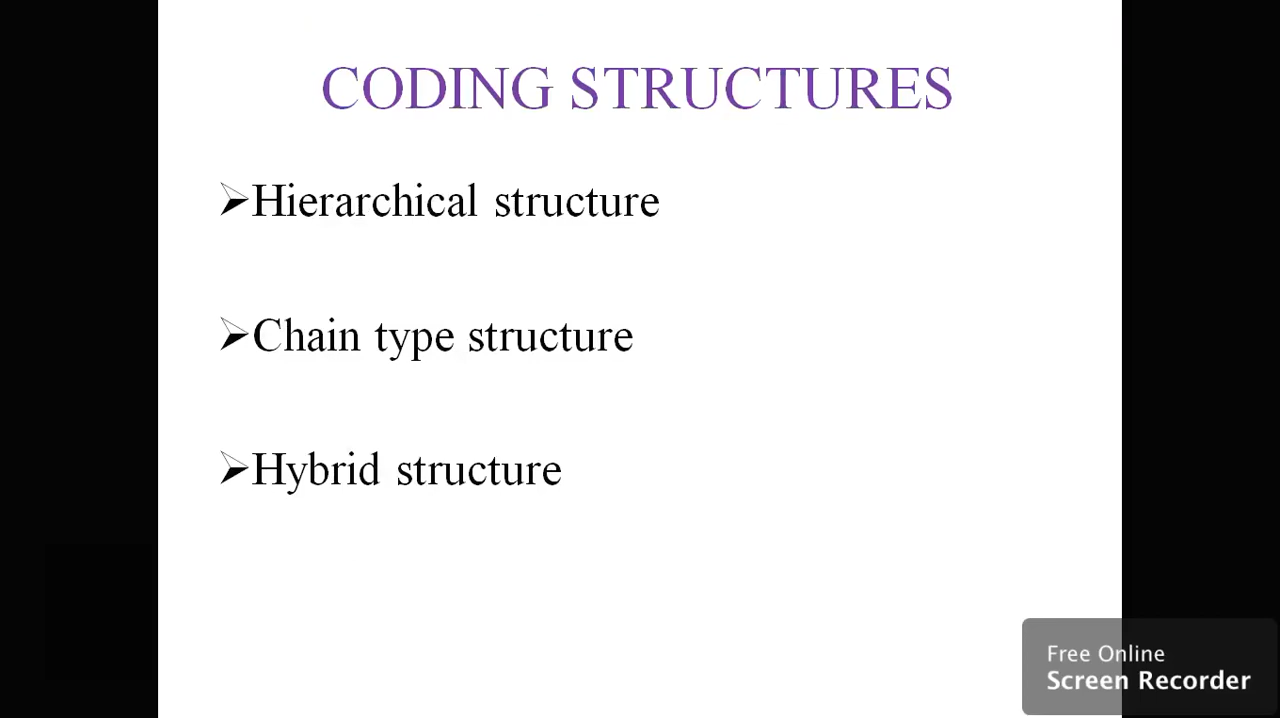 CODING STRUCTURES
➢Hierarchical structure
➢Chain type structure
➢Hybrid structure
Free Online
Screen Recorder